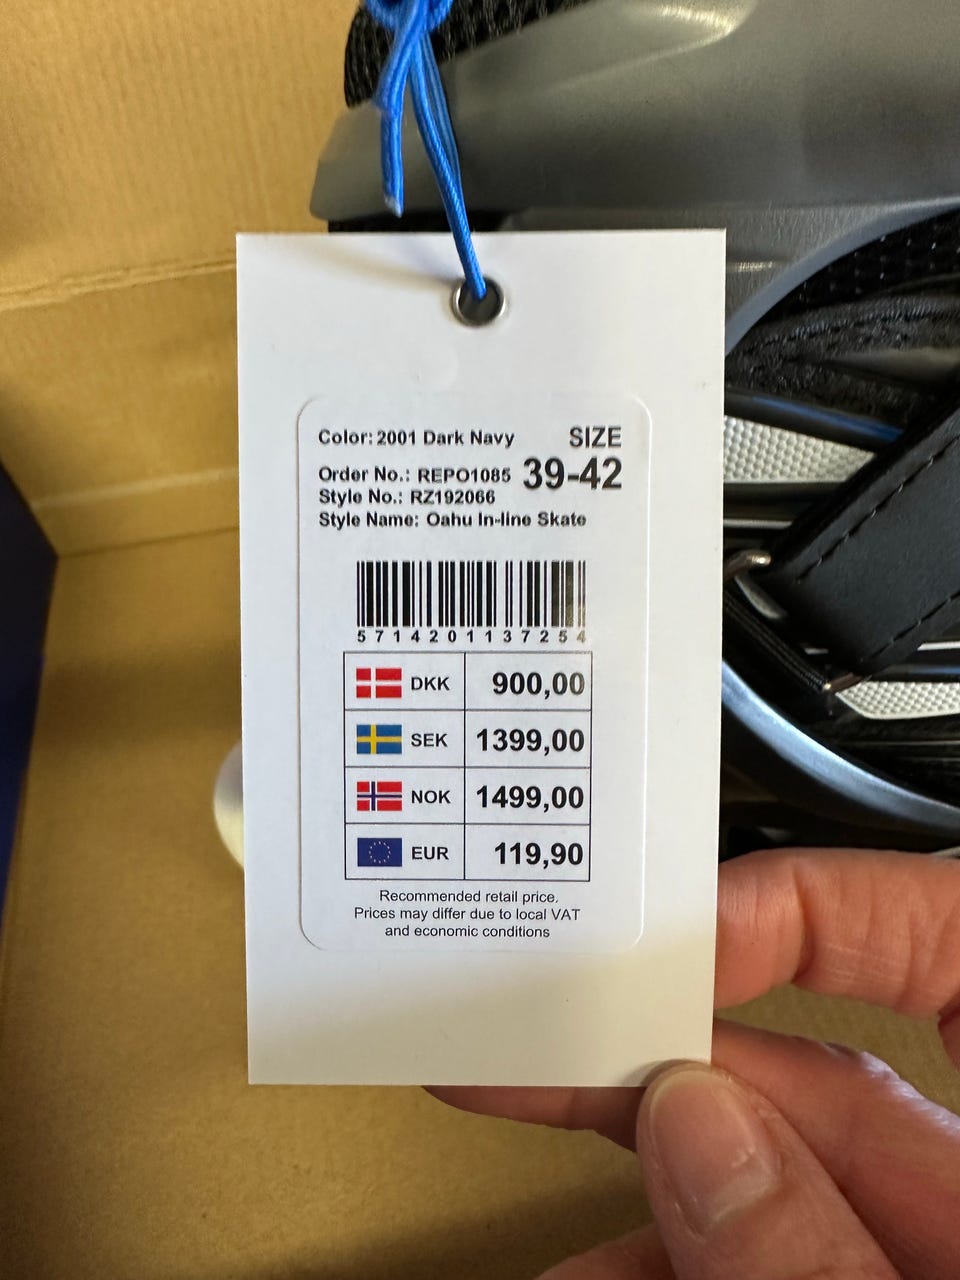 Color: 2001 Dark Navy SIZE
Order No.: REPO1085 39-42
Style No.: RZ192066
Style Name: Oahu In-line Skate
5714201137254
DKK 900,00
SEK 1399,00
NOK 1499,00
EUR 119,90
Recommended retail price.
Prices may differ due to local VAT
and economic conditions